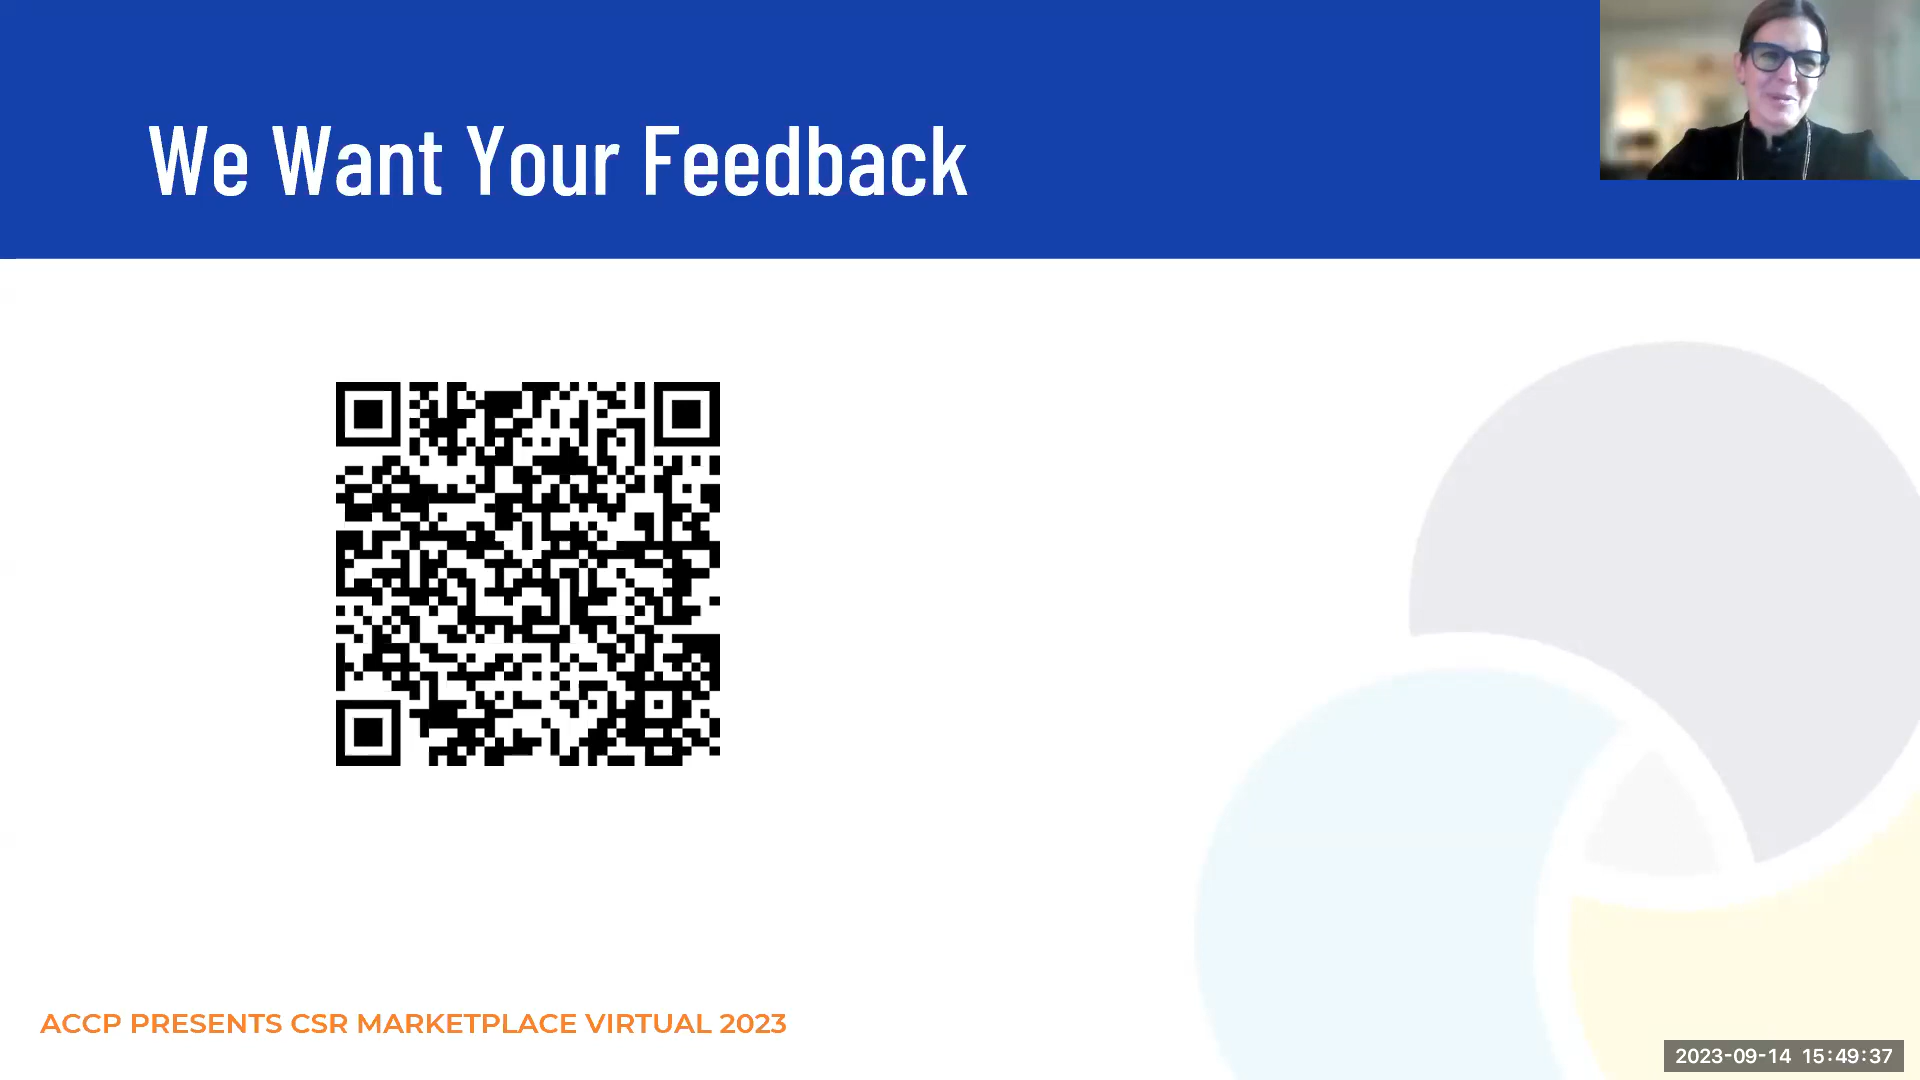 We Want Your Feedback
ACCP PRESENTS CSR MARKETPLACE VIRTUAL 2023
2023-09-14 15:49:37